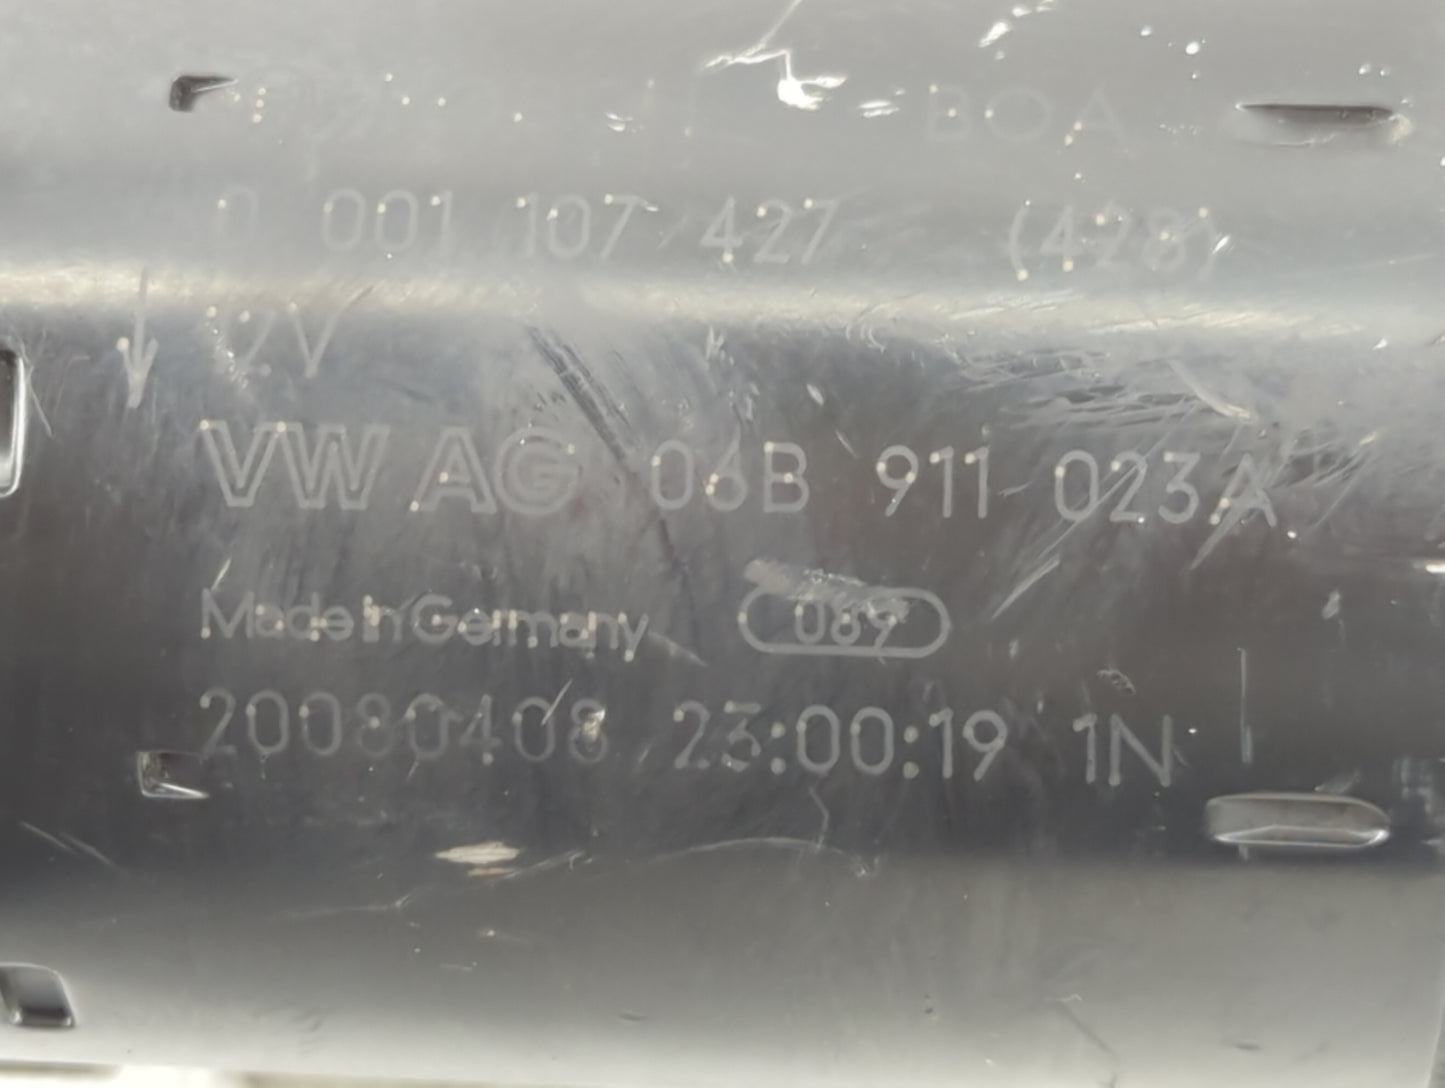 BOA
0 001 107 427 (428)
12V
VW AG 06B 911 023A
Made in Germany 089
20080408 23:00:19 1N